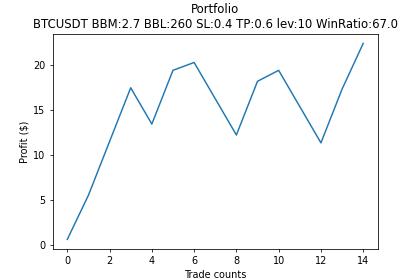 Portfolio
BTCUSDT BBM:2.7 BBL:260 SL:0.4 TP:0.6 lev:10 WinRatio:67.0
Profit ($)
20
15
10
5
0
0 2 4 6 8 10 12 14
Trade counts